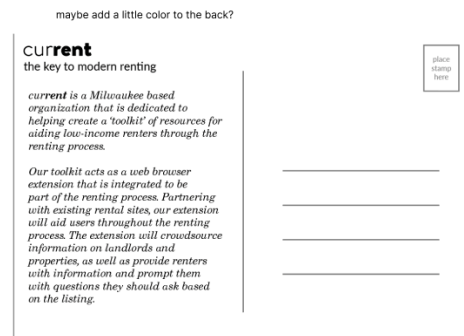 maybe add a little color to the back?
current
the key to modern renting
place
stamp
here
current is a Milwaukee based
organization that is dedicated to
helping create a 'toolkit' of resources for
aiding low-income renters through the
renting process.
Our toolkit acts as a web browser
extension that is integrated to be
part of the renting process. Partnering
with existing rental sites, our extension
will aid users throughout the renting
process. The extension will crowdsource
information on landlords and
properties, as well as provide renters
with information and prompt them
with questions they should ask based
on the listing.